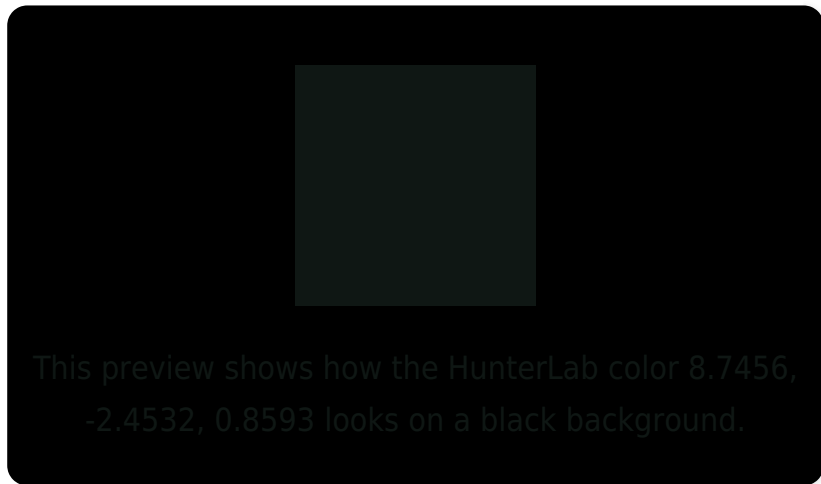 This preview shows how the HunterLab color 8.7456,
-2.4532, 0.8593 looks on a black background.